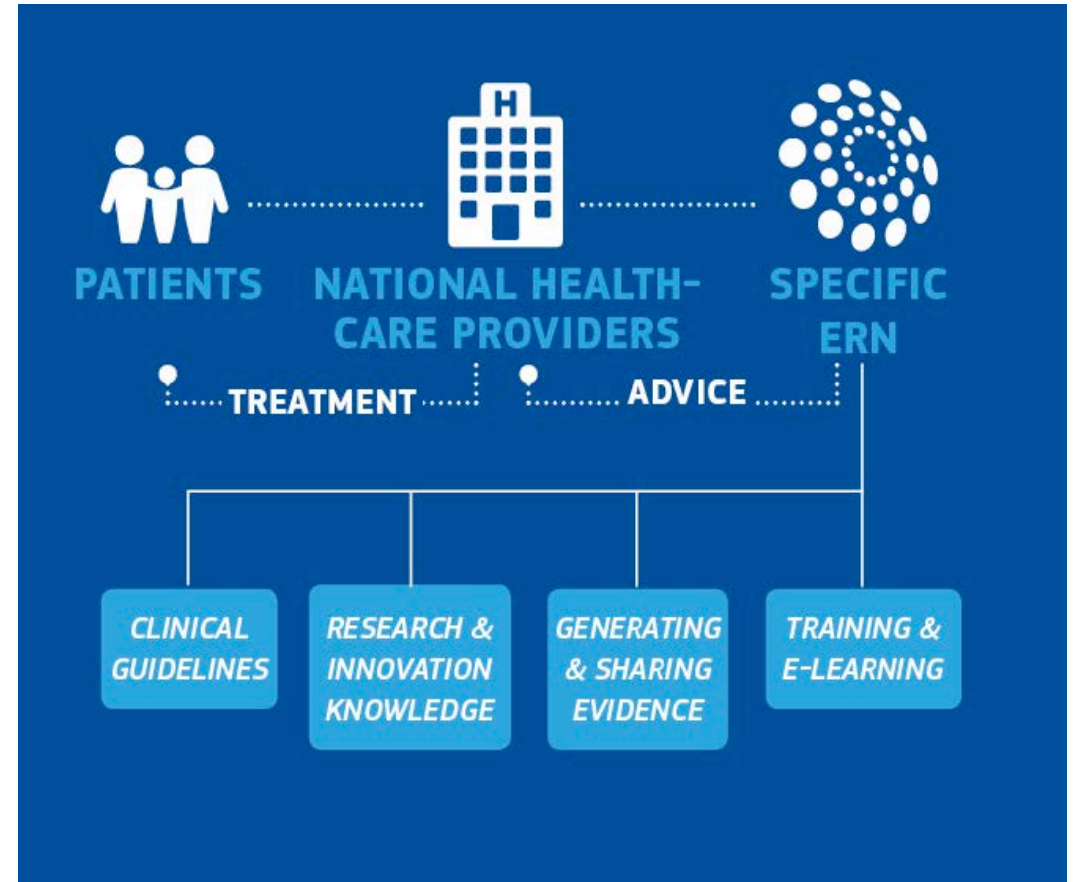 H
PATIENTS
NATIONAL HEALTH-
CARE PROVIDERS
SPECIFIC
ERN
TREATMENT
ADVICE
CLINICAL
GUIDELINES
RESEARCH &
INNOVATION
KNOWLEDGE
GENERATING
& SHARING
EVIDENCE
TRAINING &
E-LEARNING